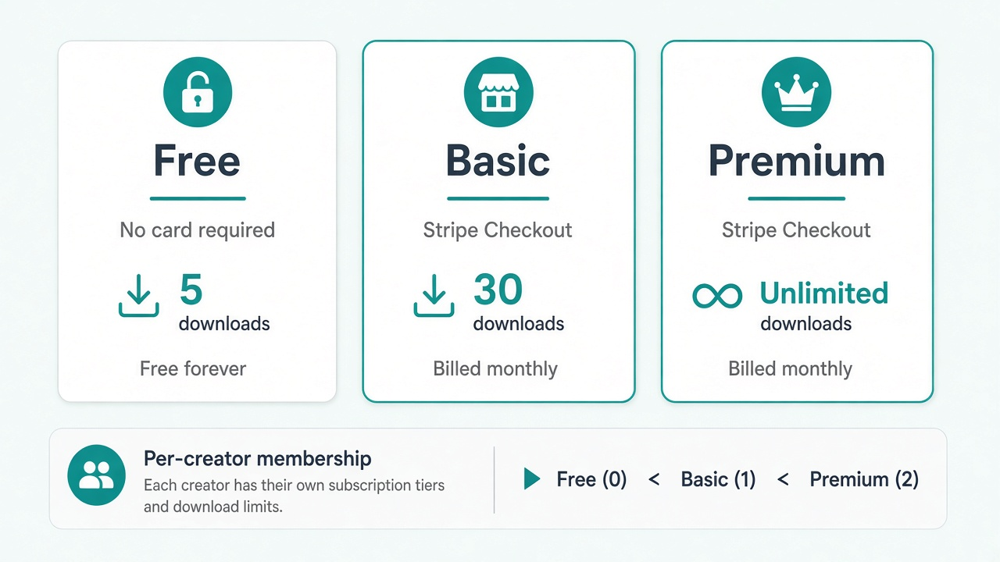 Free
No card required
5
downloads
Free forever
Basic
Stripe Checkout
30
downloads
Billed monthly
Premium
Stripe Checkout
Unlimited
downloads
Billed monthly
Per-creator membership
Each creator has their own subscription tiers
and download limits.
Free (0) < Basic (1) < Premium (2)